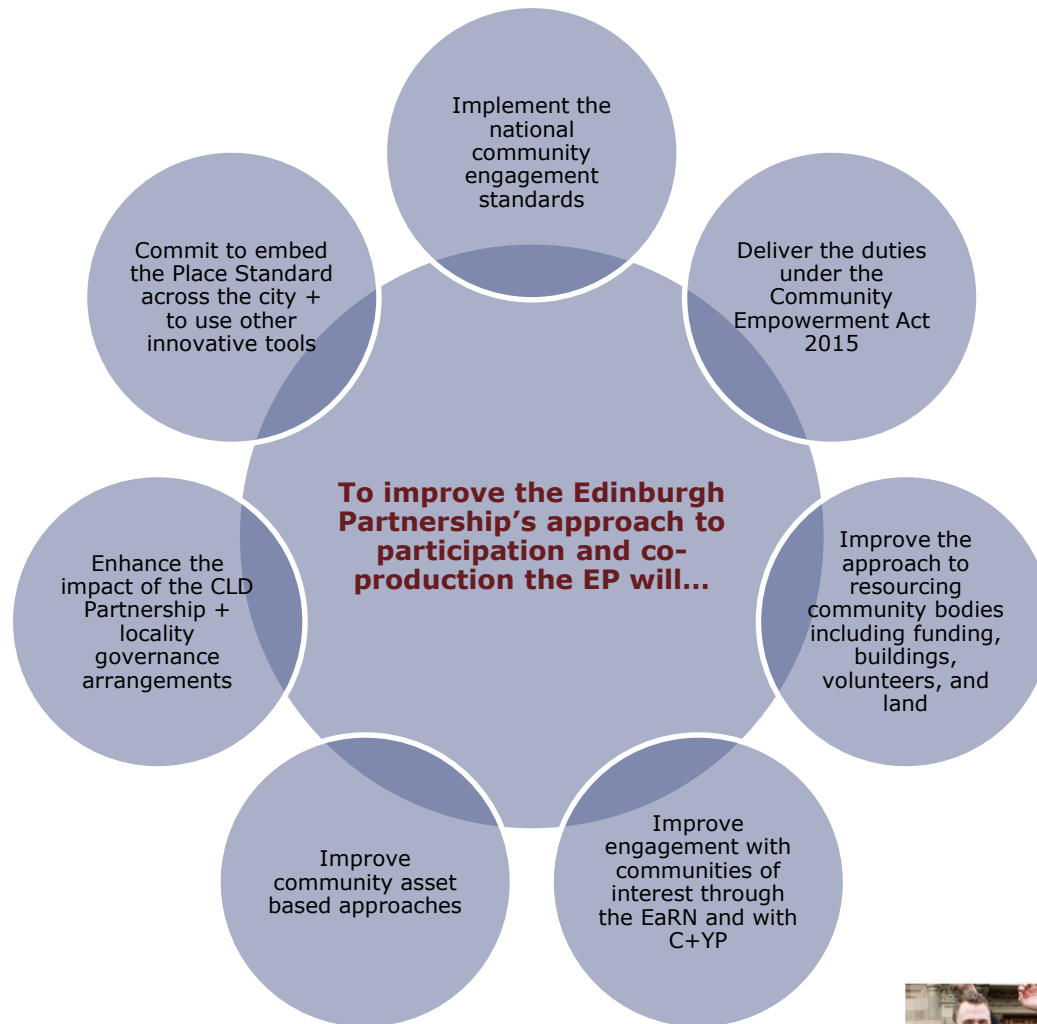 To improve the Edinburgh
Partnership’s approach to
participation and co-
production the EP will…
Implement the
national
community
engagement
standards
Deliver the duties
under the
Community
Empowerment Act
2015
Improve the
approach to
resourcing
community bodies
including funding,
buildings,
volunteers, and
land
Improve
engagement with
communities of
interest through
the EaRN and with
C+YP
Improve
community asset
based approaches
Enhance the
impact of the CLD
Partnership +
locality
governance
arrangements
Commit to embed
the Place Standard
across the city +
to use other
innovative tools